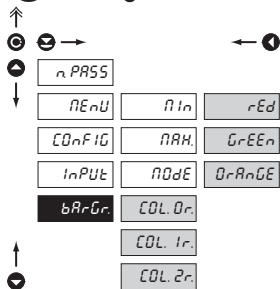 n. PASS
MEnU MIn rEd
COnFIG MAX. GrEEn
InPUt MOdE OrAnGE
bArGr. COL. 0r.
COL. 1r.
COL. 2r.